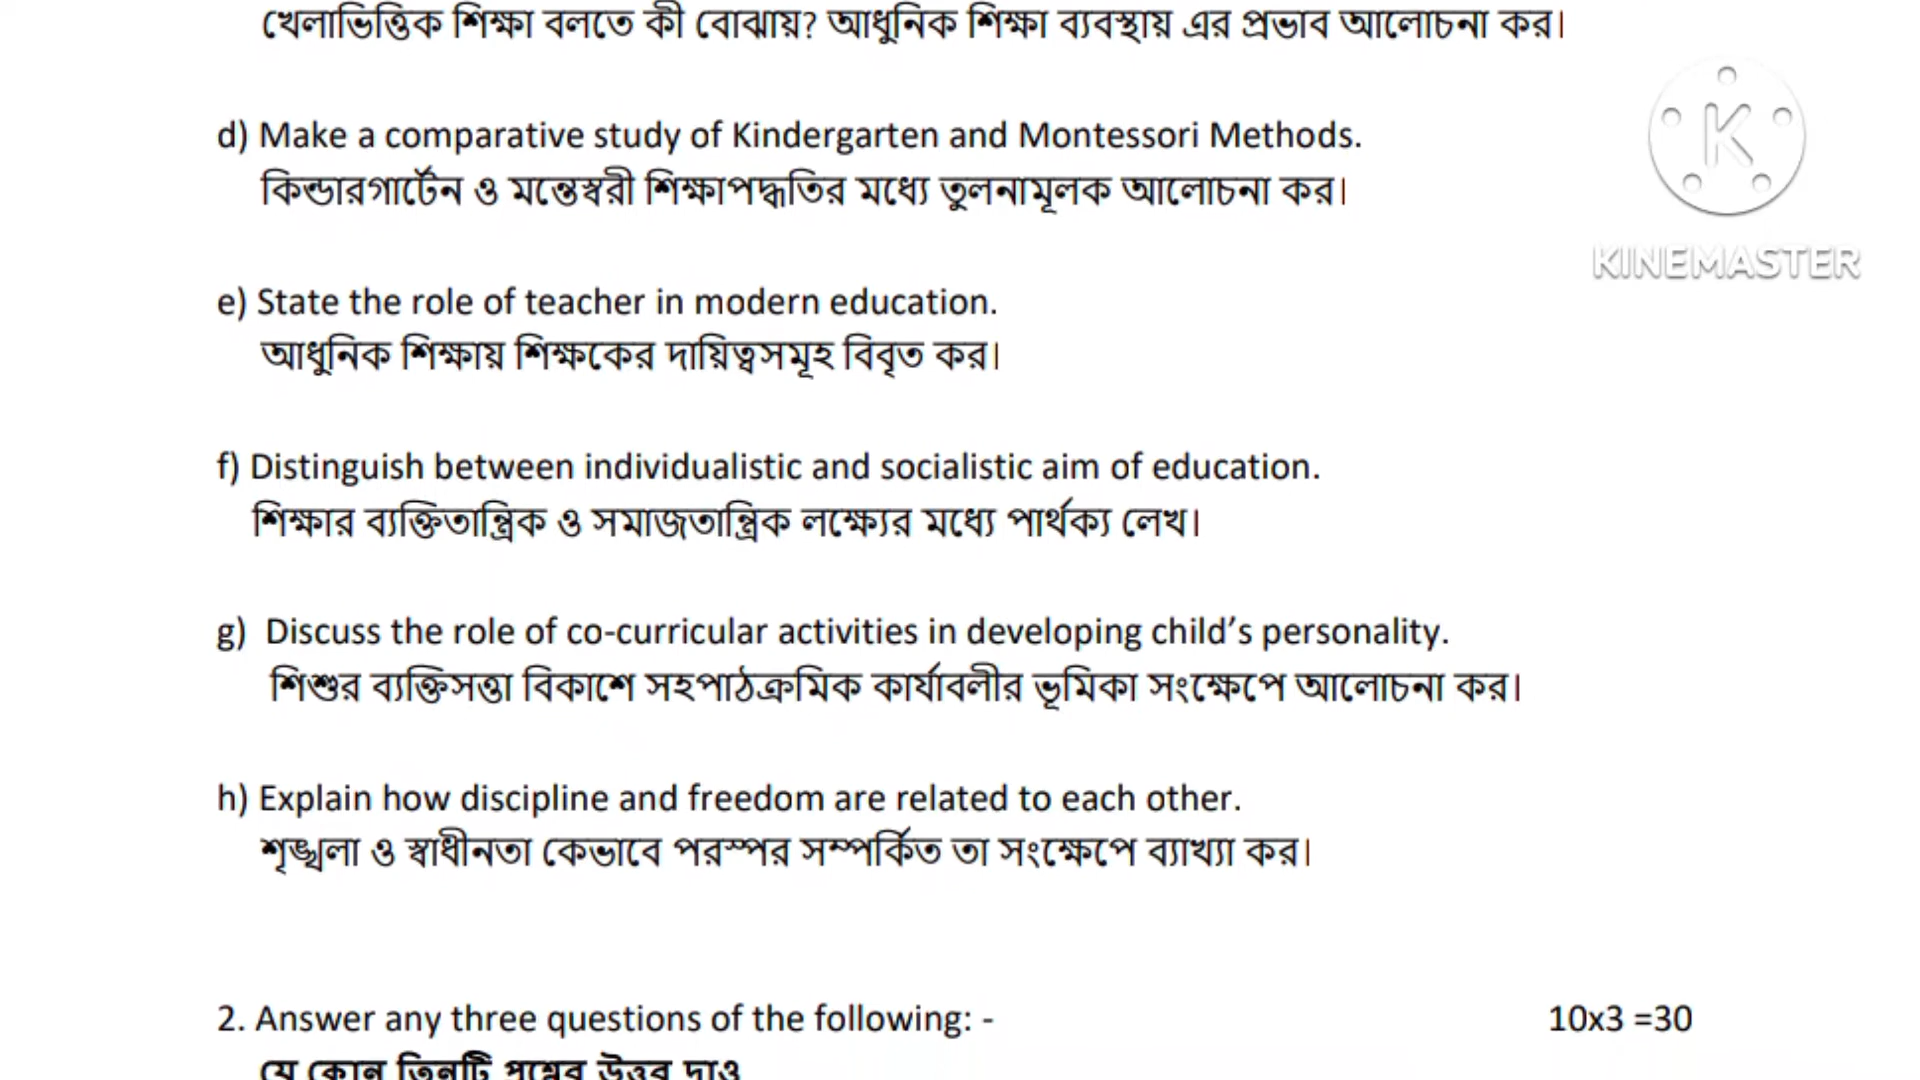 খেলাভিত্তিক শিক্ষা বলতে কী বোঝায়? আধুনিক শিক্ষা ব্যবস্থায় এর প্রভাব আলোচনা কর।
d) Make a comparative study of Kindergarten and Montessori Methods.
কিন্ডারগার্টেন ও মন্তেস্বরী শিক্ষাপদ্ধতির মধ্যে তুলনামূলক আলোচনা কর।
KINEMASTER
e) State the role of teacher in modern education.
আধুনিক শিক্ষায় শিক্ষকের দায়িত্বসমূহ বিবৃত কর।
f) Distinguish between individualistic and socialistic aim of education.
শিক্ষার ব্যক্তিতান্ত্রিক ও সমাজতান্ত্রিক লক্ষ্যের মধ্যে পার্থক্য লেখ।
g) Discuss the role of co-curricular activities in developing child’s personality.
শিশুর ব্যক্তিসত্তা বিকাশে সহপাঠক্রমিক কার্যাবলীর ভূমিকা সংক্ষেপে আলোচনা কর।
h) Explain how discipline and freedom are related to each other.
শৃঙ্খলা ও স্বাধীনতা কেভাবে পরস্পর সম্পর্কিত তা সংক্ষেপে ব্যাখ্যা কর।
2. Answer any three questions of the following: - 10x3 =30
যে কোন তিনটি প্রশ্নের উত্তর দাও